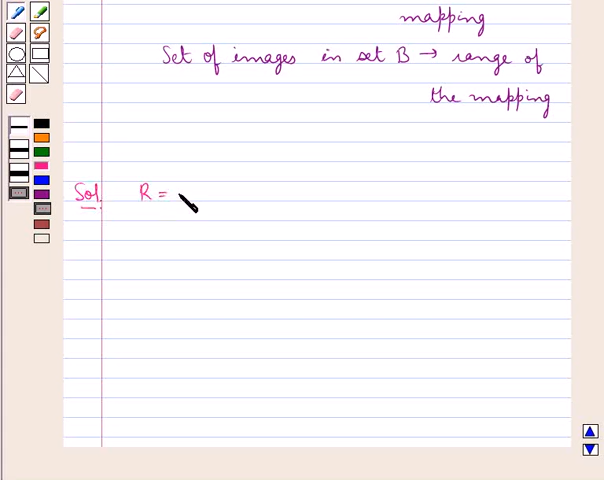 mapping
Set of images in set B → range of
the mapping
Sol. R =